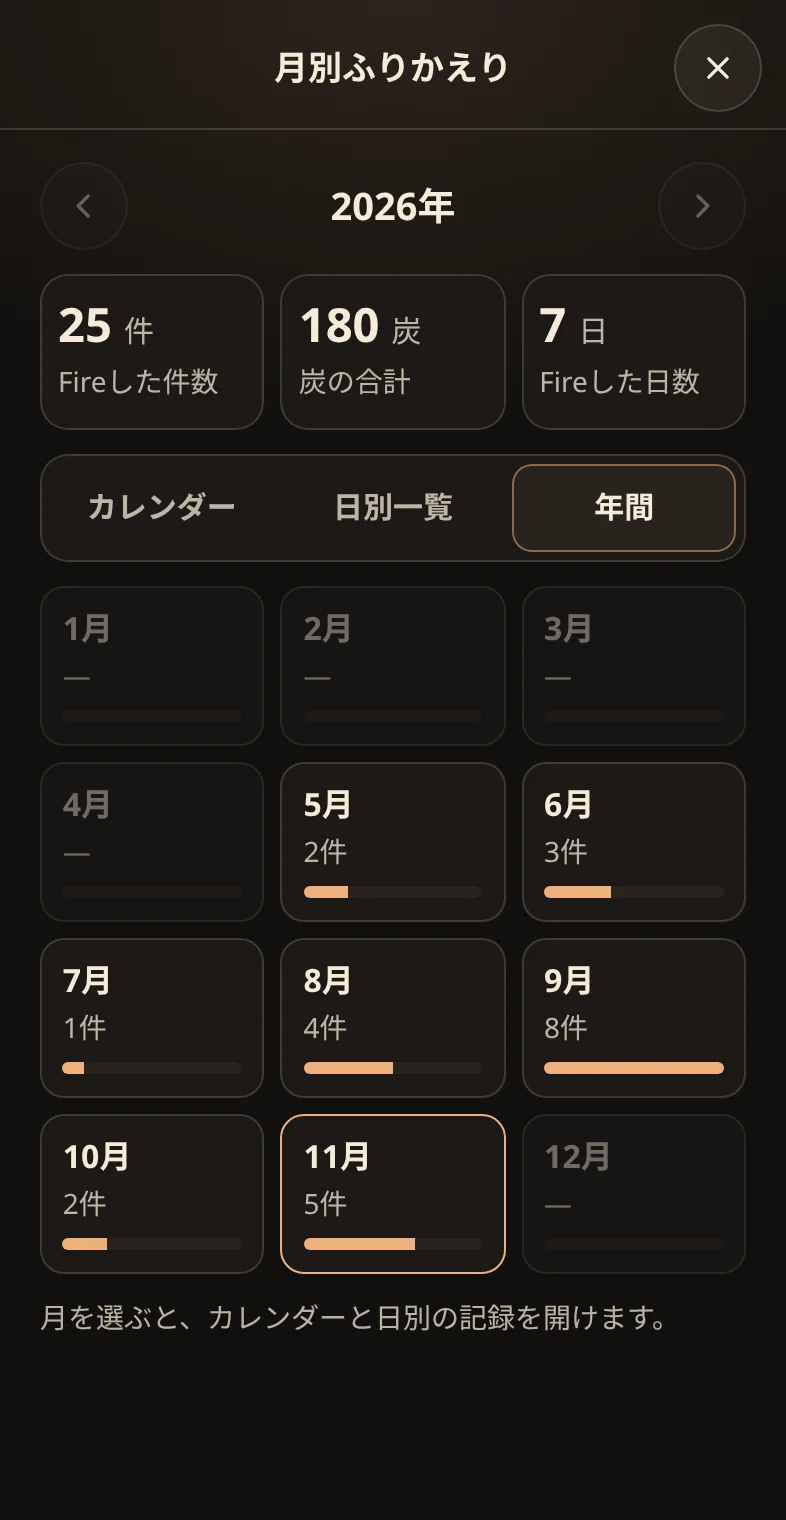 月別ふりかえり
2026年
25 件
Fireした件数
180 炭
炭の合計
7 日
Fireした日数
カレンダー 日別一覧 年間
1月
—
2月
—
3月
—
4月
—
5月
2件
6月
3件
7月
1件
8月
4件
9月
8件
10月
2件
11月
5件
12月
—
月を選ぶと、カレンダーと日別の記録を開けます。